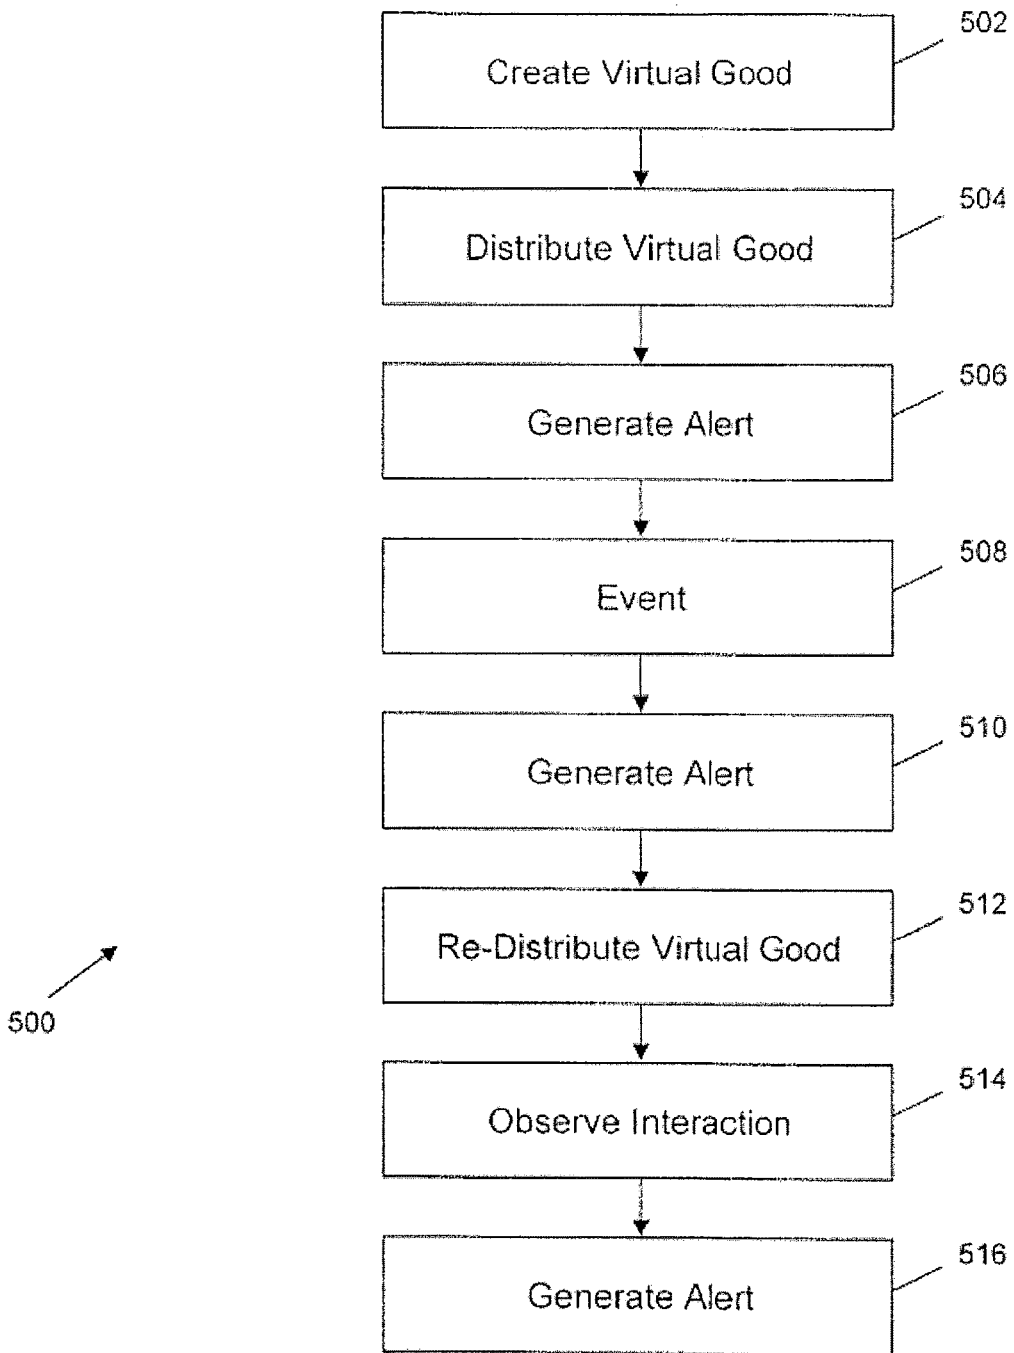 502
Create Virtual Good
504
Distribute Virtual Good
506
Generate Alert
508
Event
510
Generate Alert
512
Re-Distribute Virtual Good
500
514
Observe Interaction
516
Generate Alert